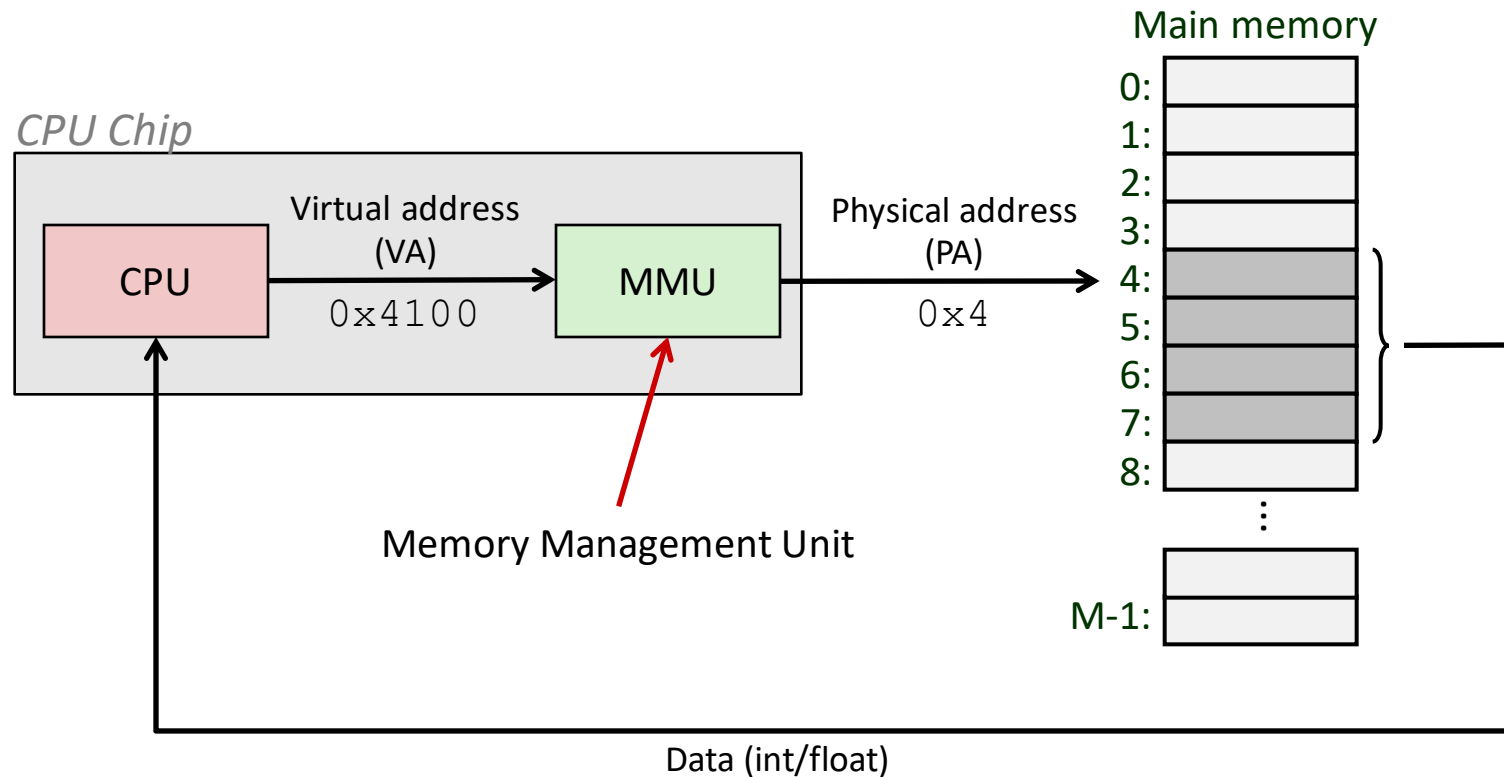 Main memory
CPU Chip
CPU
Virtual address
(VA)
0x4100
MMU
Physical address
(PA)
0x4
0:
1:
2:
3:
4:
5:
6:
7:
8:
...
M-1:
Memory Management Unit
Data (int/float)